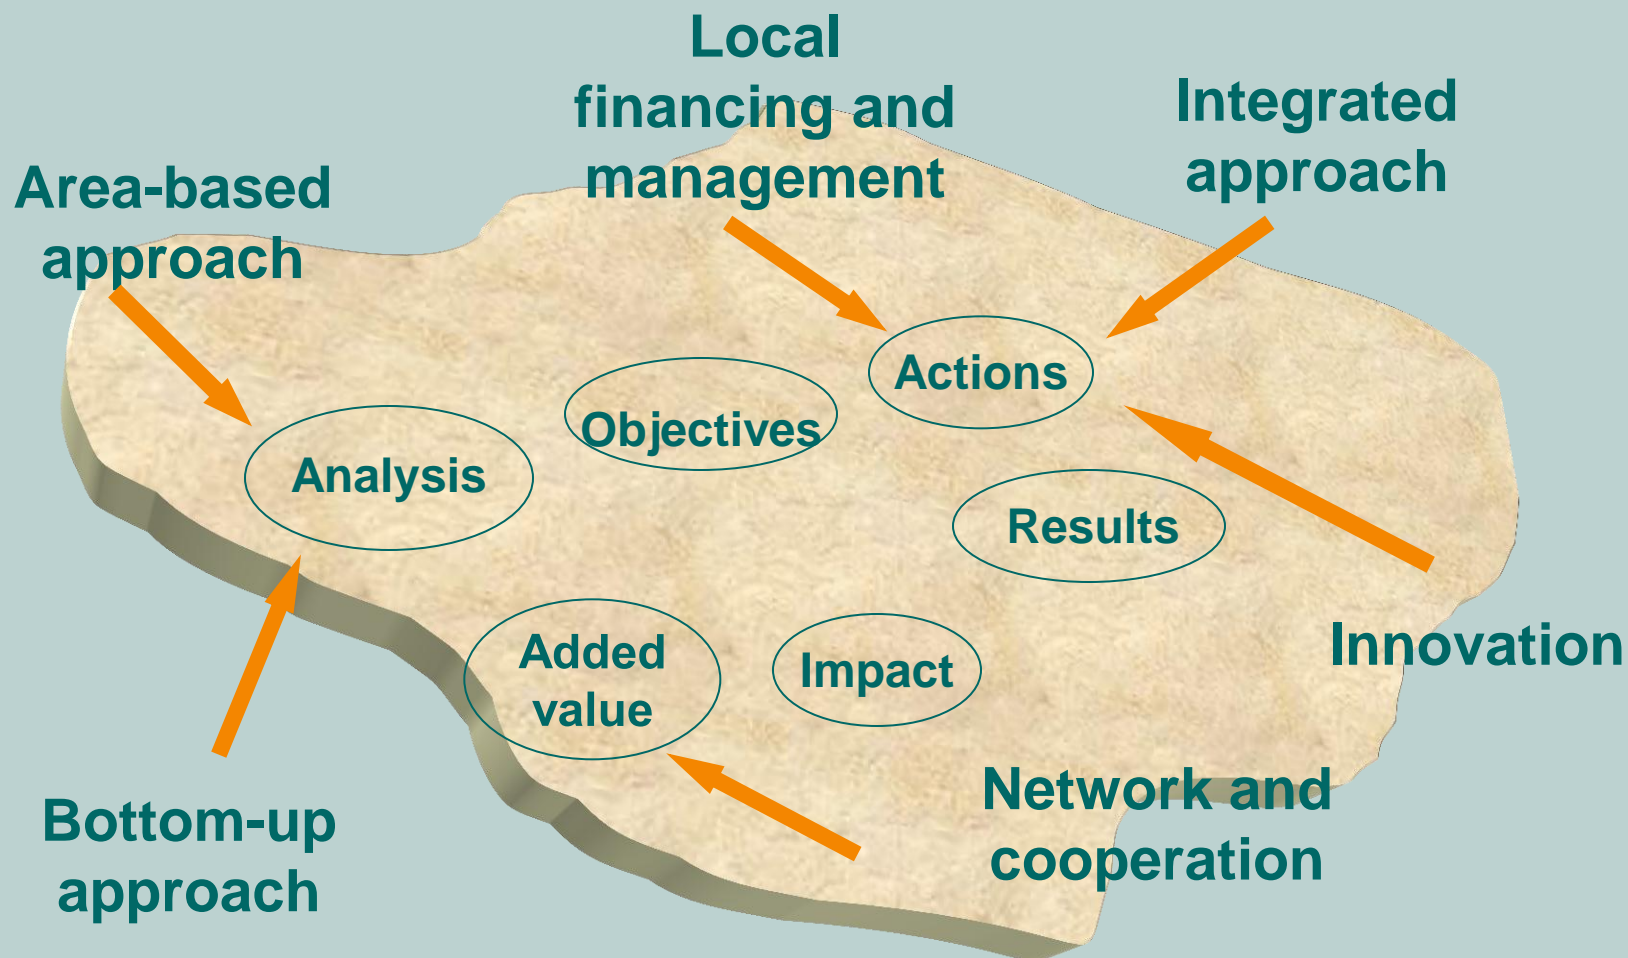 Local
financing and
management
Integrated
approach
Area-based
approach
Actions
Objectives
Analysis
Results
Innovation
Added
value
Impact
Network and
cooperation
Bottom-up
approach